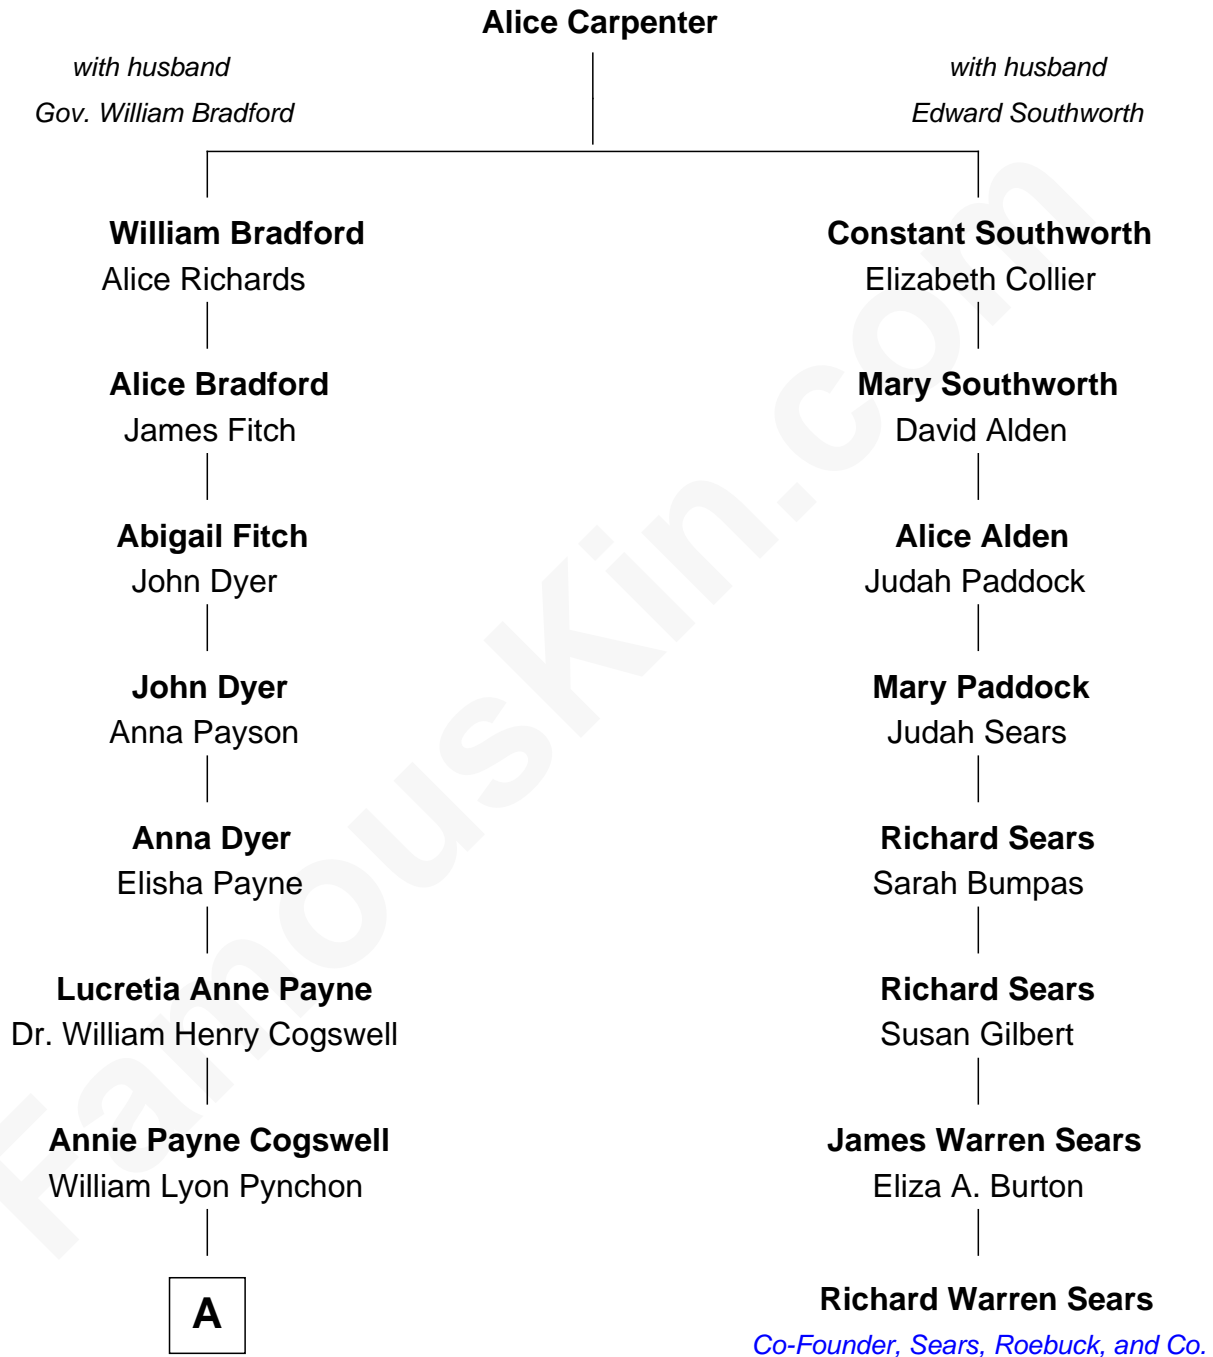 Alice Carpenter
with husband
Gov. William Bradford
with husband
Edward Southworth
William Bradford
Alice Richards
Constant Southworth
Elizabeth Collier
Alice Bradford
James Fitch
Mary Southworth
David Alden
Abigail Fitch
John Dyer
Alice Alden
Judah Paddock
John Dyer
Anna Payson
Mary Paddock
Judah Sears
Anna Dyer
Elisha Payne
Richard Sears
Sarah Bumpas
Lucretia Anne Payne
Dr. William Henry Cogswell
Richard Sears
Susan Gilbert
Annie Payne Cogswell
William Lyon Pynchon
James Warren Sears
Eliza A. Burton
A
Richard Warren Sears
Co-Founder, Sears, Roebuck, and Co.
FamousKin.com